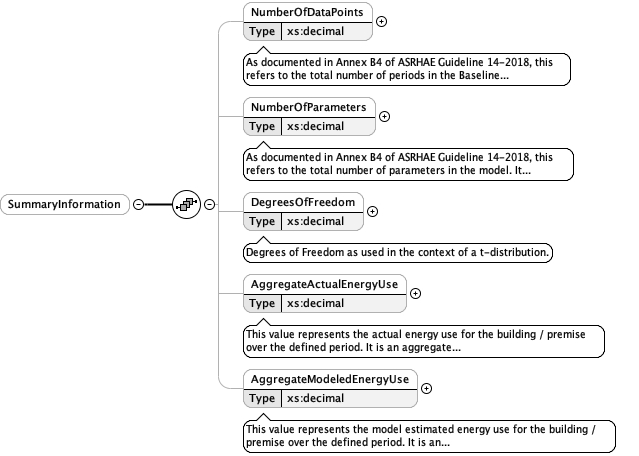 NumberOfDataPoints
Type xs:decimal
As documented in Annex B4 of ASRHAE Guideline 14-2018, this
refers to the total number of periods in the Baseline...
NumberOfParameters
Type xs:decimal
As documented in Annex B4 of ASRHAE Guideline 14-2018, this
refers to the total number of parameters in the model. It...
SummaryInformation
DegreesOfFreedom
Type xs:decimal
Degrees of Freedom as used in the context of a t-distribution.
AggregateActualEnergyUse
Type xs:decimal
This value represents the actual energy use for the building / premise
over the defined period. It is an aggregate...
AggregateModeledEnergyUse
Type xs:decimal
This value represents the model estimated energy use for the building /
premise over the defined period. It is an...